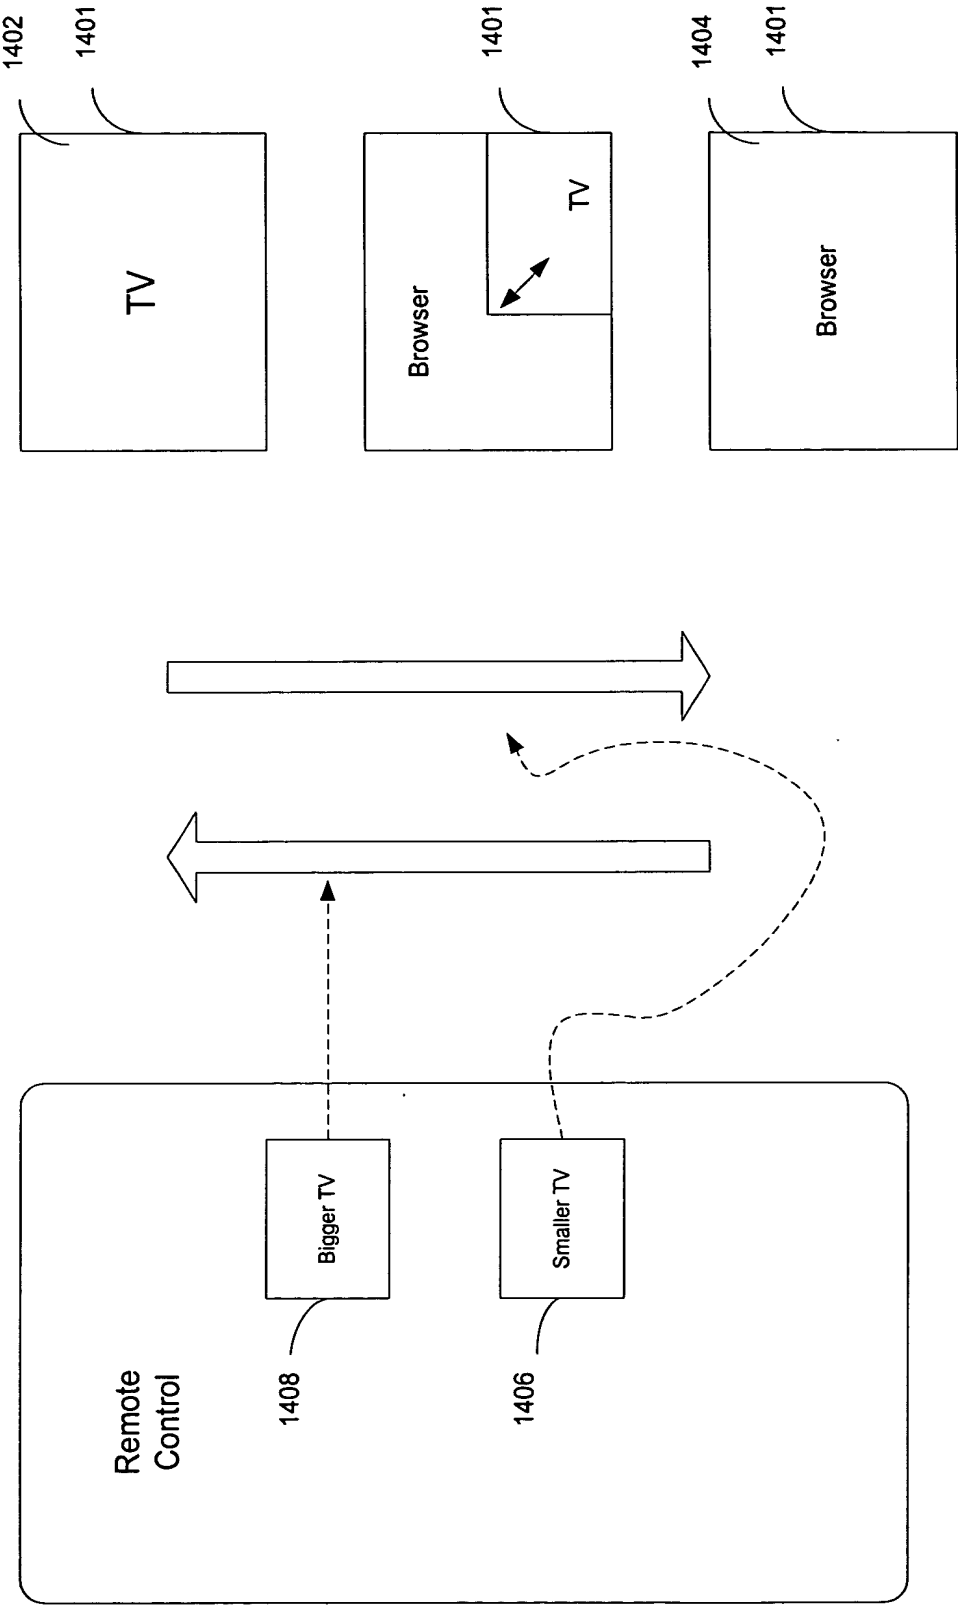 Remote
Control
1408
Bigger TV
1406
Smaller TV
1402
1401
TV
1401
Browser
TV
1404
1401
Browser